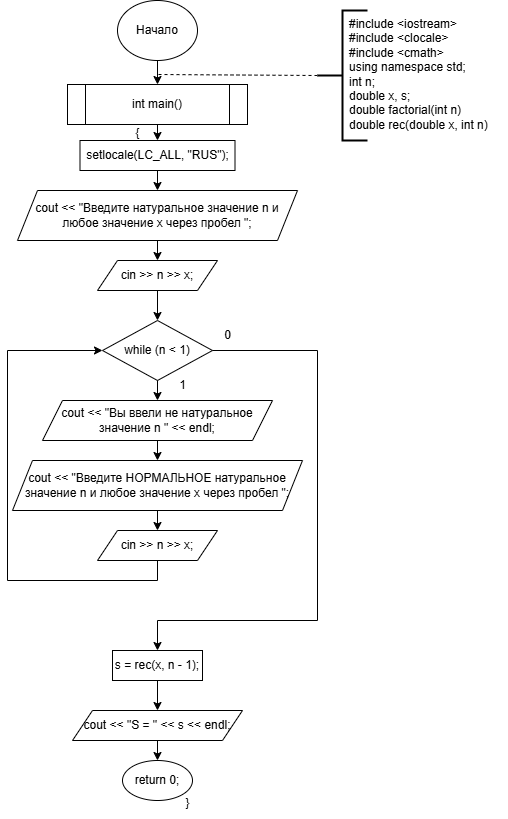 Начало
#include <iostream>
#include <clocale>
#include <cmath>
using namespace std;
int n;
double x, s;
double factorial(int n)
double rec(double x, int n)
int main()
{
setlocale(LC_ALL, "RUS");
cout << "Введите натуральное значение n и
любое значение x через пробел ";
cin >> n >> x;
while (n < 1)
0
1
cout << "Вы ввели не натуральное
значение n " << endl;
cout << "Введите НОРМАЛЬНОЕ натуральное
значение n и любое значение x через пробел ";
cin >> n >> x;
s = rec(x, n - 1);
cout << "S = " << s << endl;
return 0;
}